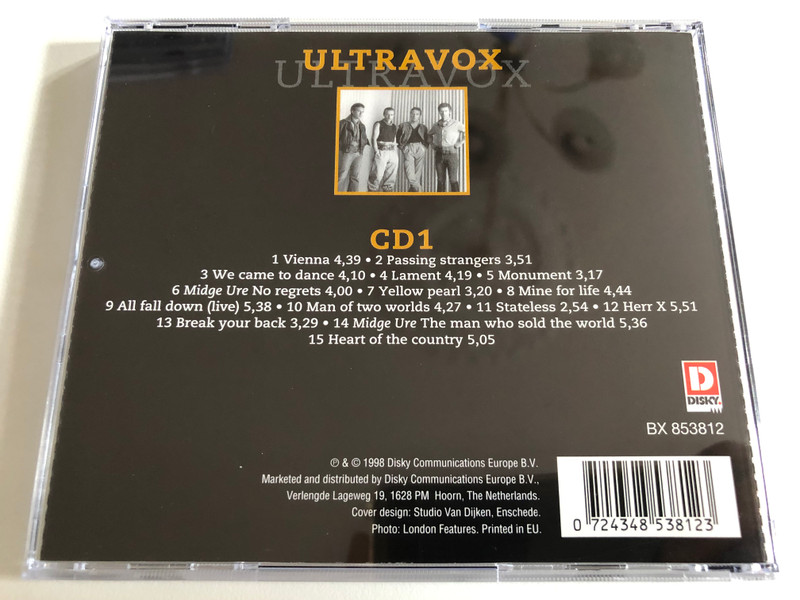 ULTRAVOX
ULTRAVOX
CD1
1 Vienna 4,39 • 2 Passing strangers 3,51
3 We came to dance 4,10 • 4 Lament 4,19 • 5 Monument 3,17
6 Midge Ure No regrets 4,00 • 7 Yellow pearl 3,20 • 8 Mine for life 4,44
9 All fall down (live) 5,38 • 10 Man of two worlds 4,27 • 11 Stateless 2,54 • 12 Herr X 5,51
13 Break your back 3,29 • 14 Midge Ure The man who sold the world 5,36
15 Heart of the country 5,05
D
DISKY.
BX 853812
℗ & © 1998 Disky Communications Europe B.V.
Marketed and distributed by Disky Communications Europe B.V.,
Verlengde Lageweg 19, 1628 PM Hoorn, The Netherlands.
Cover design: Studio Van Dijken, Enschede.
Photo: London Features. Printed in EU.
0 724348 538123